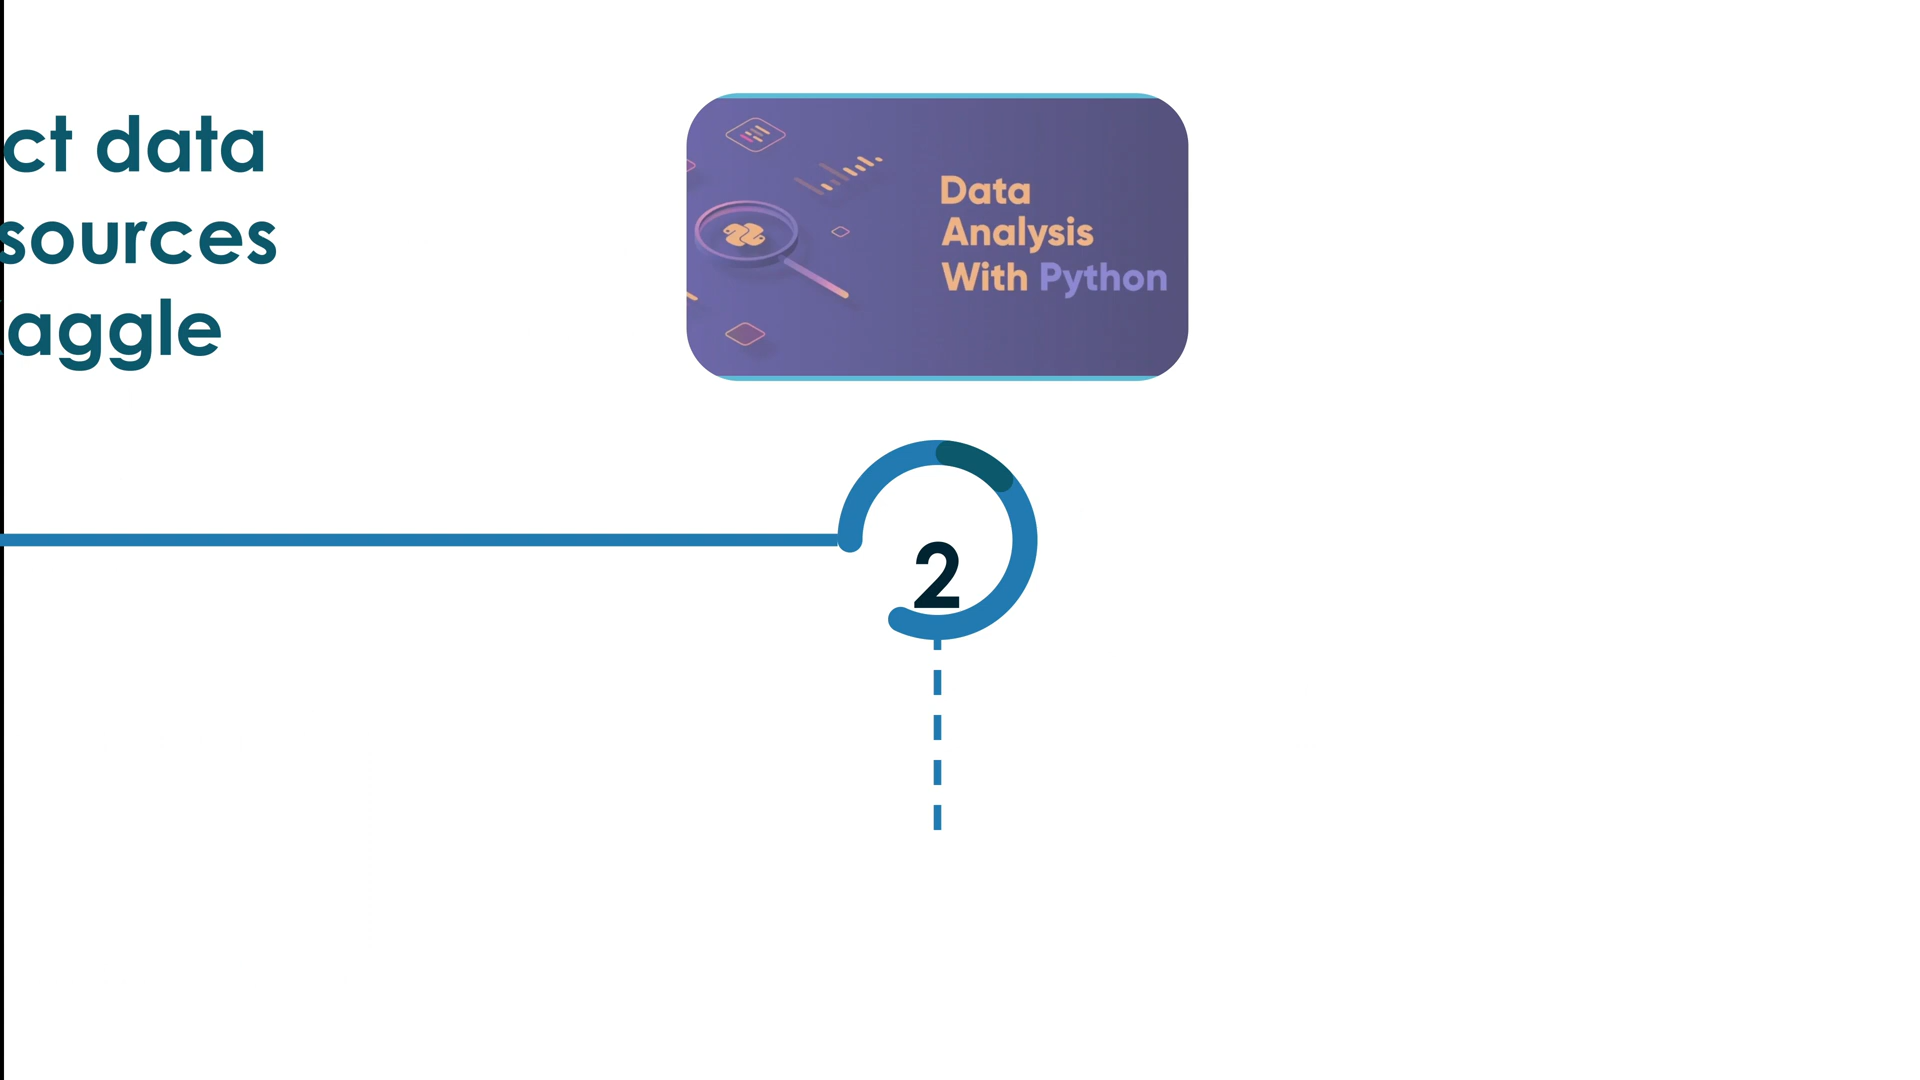 ct data
sources
aggle
Data
Analysis
With Python
2